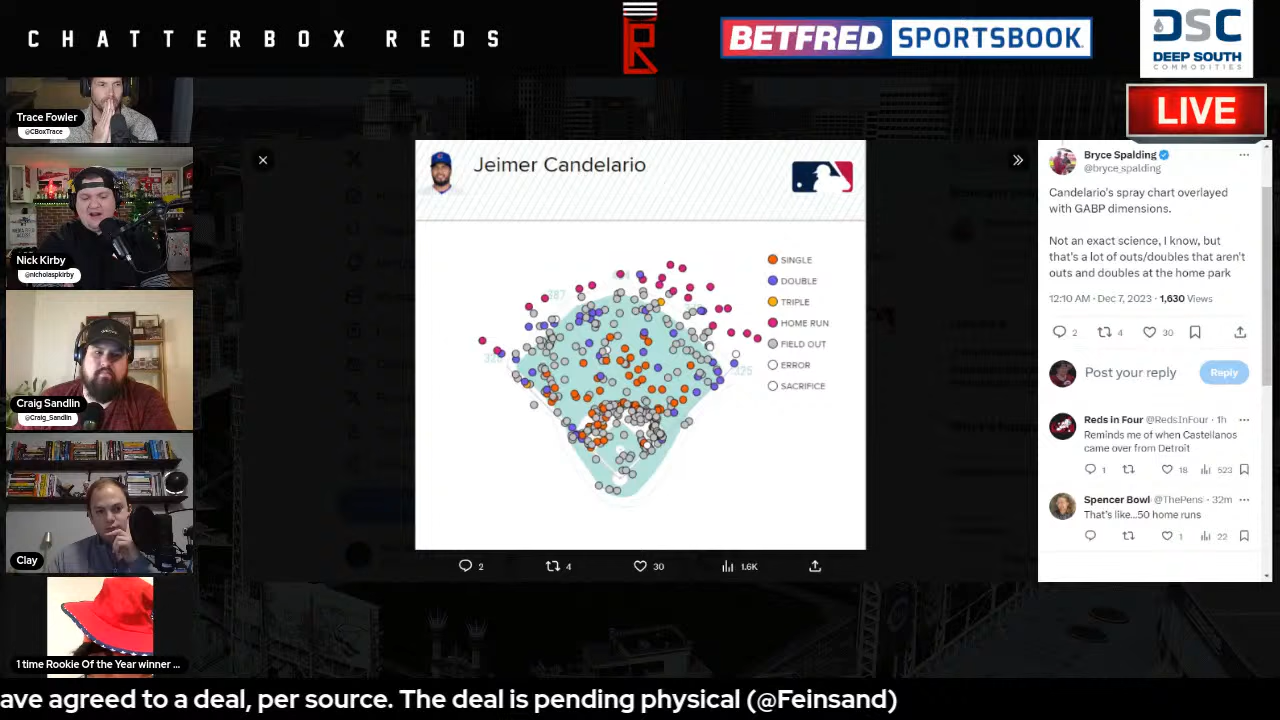 CHATTERBOX REDS
R
BETFRED SPORTSBOOK
DSC
DEEP SOUTH
COMMODITIES
LIVE
Trace Fowler
@CBoxTrace
Nick Kirby
@nicholaspkirby
Craig Sandlin
@Craig_Sandlin
Clay
1 time Rookie Of the Year winner ...
Jeimer Candelario
SINGLE
DOUBLE
TRIPLE
HOME RUN
FIELD OUT
ERROR
SACRIFICE
387
325
2
4
30
1.6K
Bryce Spalding
@bryce_spalding
Candelario's spray chart overlayed
with GABP dimensions.
Not an exact science, I know, but
that's a lot of outs/doubles that aren't
outs and doubles at the home park
12:10 AM · Dec 7, 2023 · 1,630 Views
2 4 30
Post your reply
Reply
Reds in Four @RedsInFour · 1h
Reminds me of when Castellanos
came over from Detroit
1 18 523
Spencer Bowl @ThePens · 32m
That's like...50 home runs
1 22
ave agreed to a deal, per source. The deal is pending physical (@Feinsand)